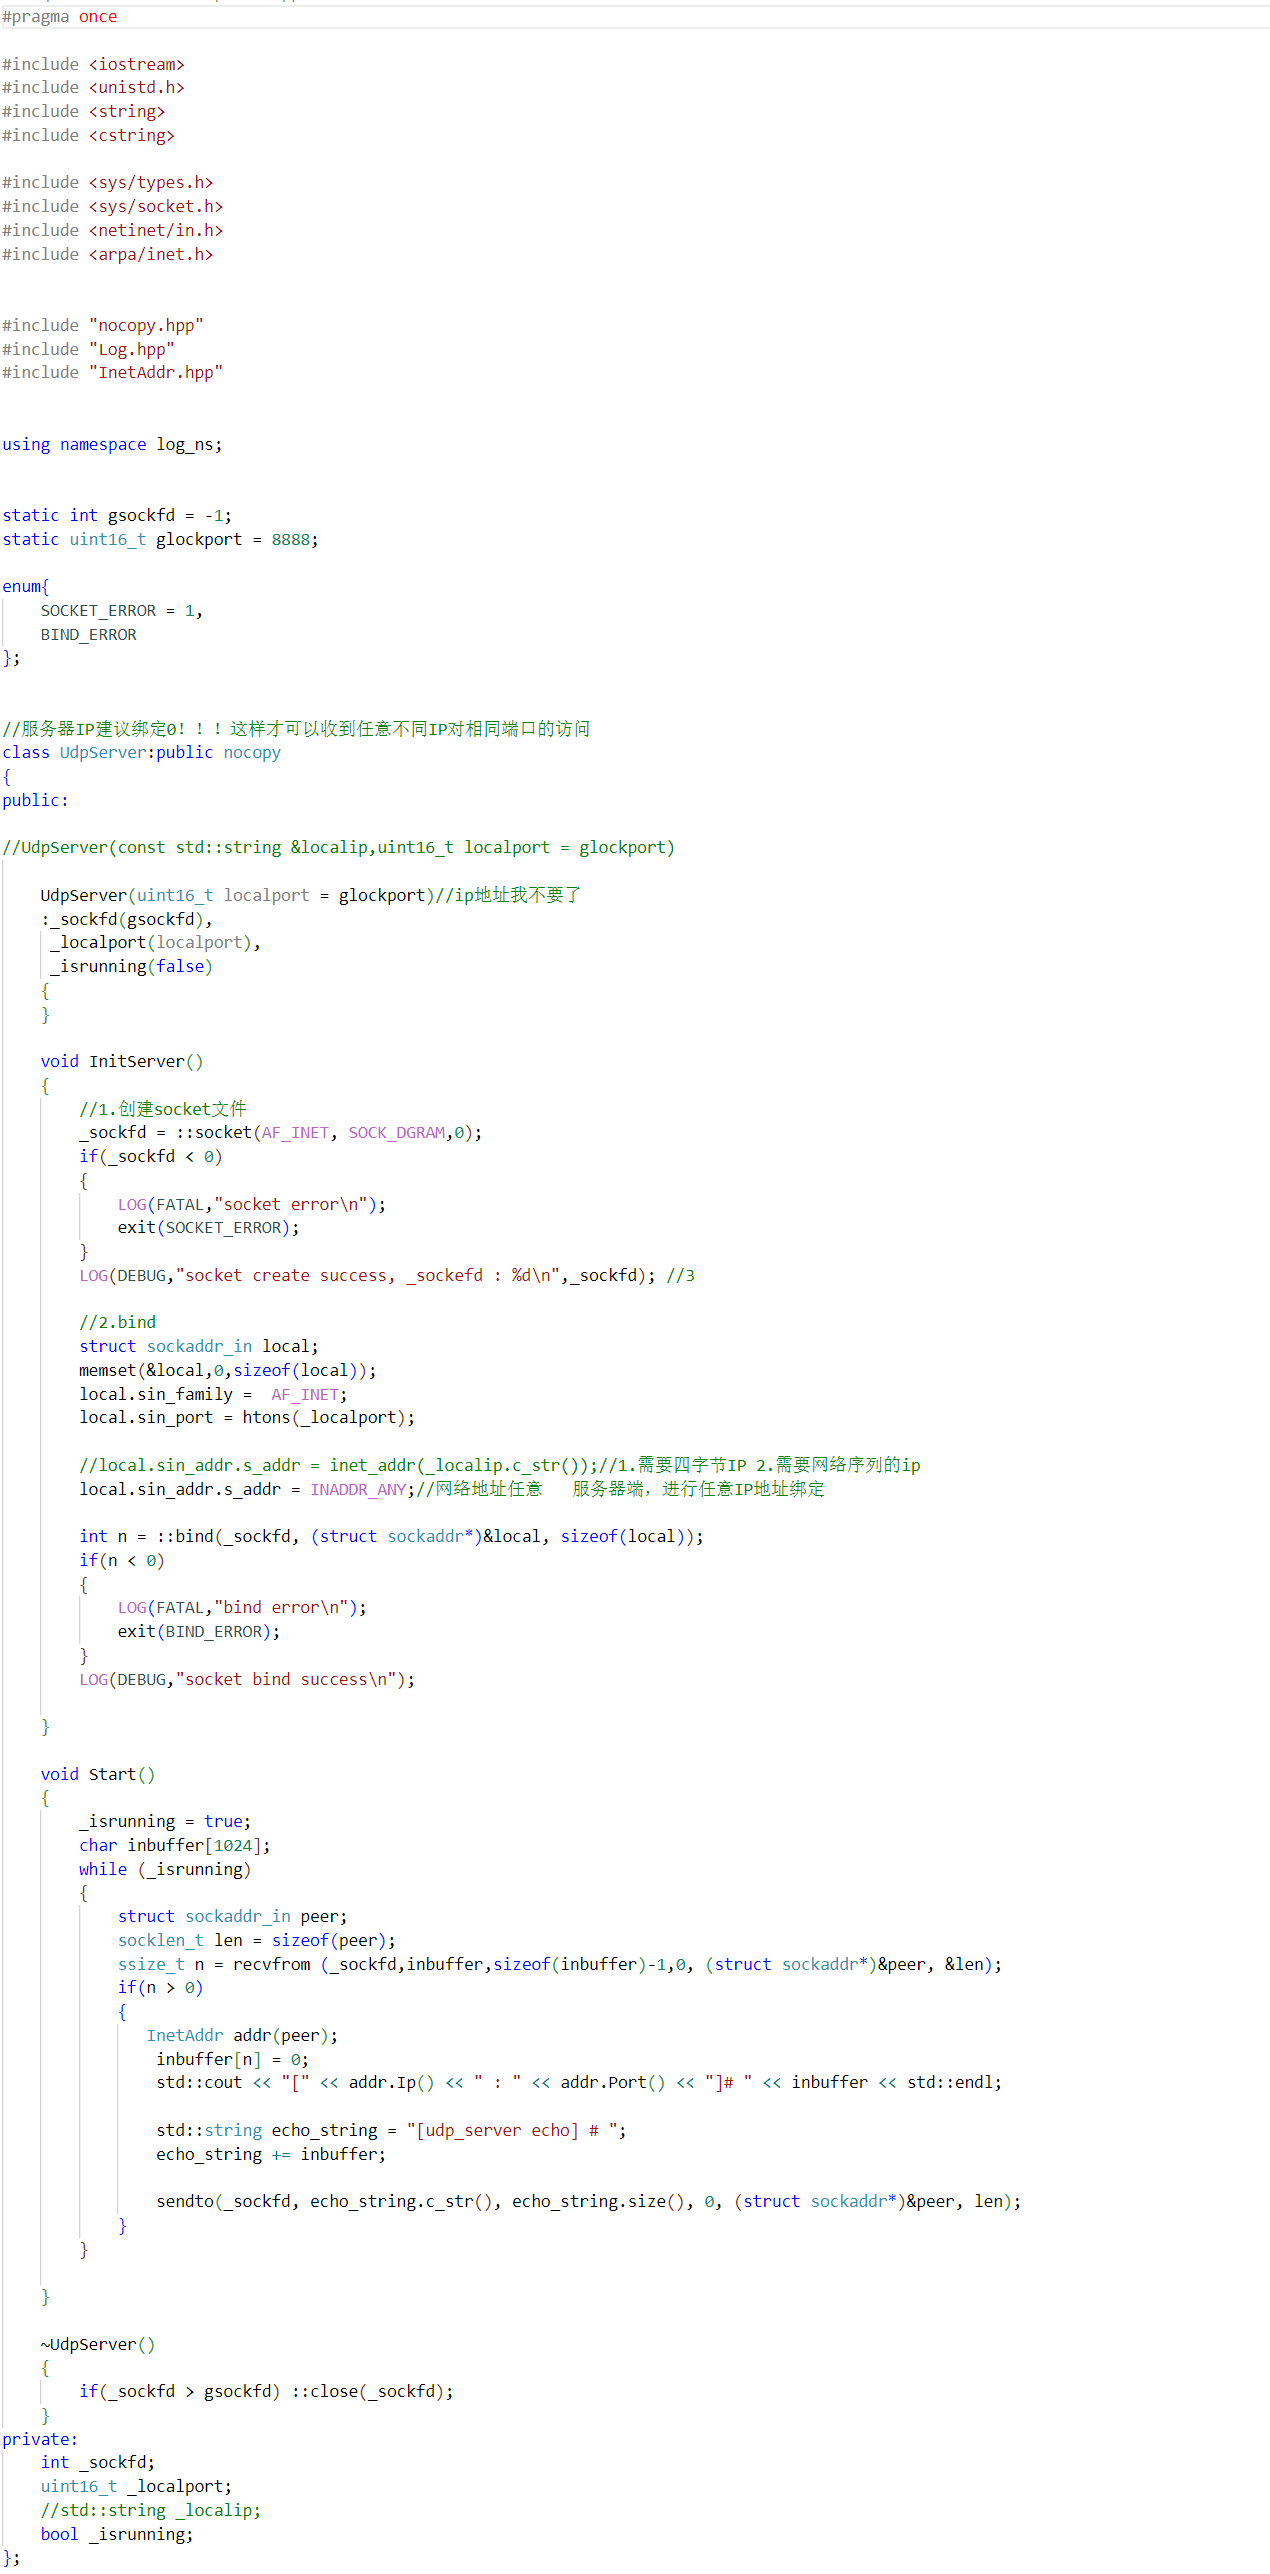 #pragma once
#include <iostream>
#include <unistd.h>
#include <string>
#include <cstring>
#include <sys/types.h>
#include <sys/socket.h>
#include <netinet/in.h>
#include <arpa/inet.h>
#include "nocopy.hpp"
#include "Log.hpp"
#include "InetAddr.hpp"
using namespace log_ns;
static int gsockfd = -1;
static uint16_t glockport = 8888;
enum{
    SOCKET_ERROR = 1,
    BIND_ERROR
};
//服务器IP建议绑定0！！！这样才可以收到任意不同IP对相同端口的访问
class UdpServer:public nocopy
{
public:
//UdpServer(const std::string &localip,uint16_t localport = glockport)
    UdpServer(uint16_t localport = glockport)//ip地址我不要了
    :_sockfd(gsockfd),
     _localport(localport),
     _isrunning(false)
    {
    }
    void InitServer()
    {
        //1.创建socket文件
        _sockfd = ::socket(AF_INET, SOCK_DGRAM,0);
        if(_sockfd < 0)
        {
            LOG(FATAL,"socket error\n");
            exit(SOCKET_ERROR);
        }
        LOG(DEBUG,"socket create success, _sockefd : %d\n",_sockfd); //3
        //2.bind
        struct sockaddr_in local;
        memset(&local,0,sizeof(local));
        local.sin_family =  AF_INET;
        local.sin_port = htons(_localport);
        //local.sin_addr.s_addr = inet_addr(_localip.c_str());//1.需要四字节IP 2.需要网络序列的ip
        local.sin_addr.s_addr = INADDR_ANY;//网络地址任意   服务器端，进行任意IP地址绑定
        int n = ::bind(_sockfd, (struct sockaddr*)&local, sizeof(local));
        if(n < 0)
        {
            LOG(FATAL,"bind error\n");
            exit(BIND_ERROR);
        }
        LOG(DEBUG,"socket bind success\n");
    }
    void Start()
    {
        _isrunning = true;
        char inbuffer[1024];
        while (_isrunning)
        {
            struct sockaddr_in peer;
            socklen_t len = sizeof(peer);
            ssize_t n = recvfrom (_sockfd,inbuffer,sizeof(inbuffer)-1,0, (struct sockaddr*)&peer, &len);
            if(n > 0)
            {
               InetAddr addr(peer);
                inbuffer[n] = 0;
                std::cout << "[" << addr.Ip() << " : " << addr.Port() << "]# " << inbuffer << std::endl;
                std::string echo_string = "[udp_server echo] # ";
                echo_string += inbuffer;
                sendto(_sockfd, echo_string.c_str(), echo_string.size(), 0, (struct sockaddr*)&peer, len);
            }
        }
    }
    ~UdpServer()
    {
        if(_sockfd > gsockfd) ::close(_sockfd);
    }
private:
    int _sockfd;
    uint16_t _localport;
    //std::string _localip;
    bool _isrunning;
};